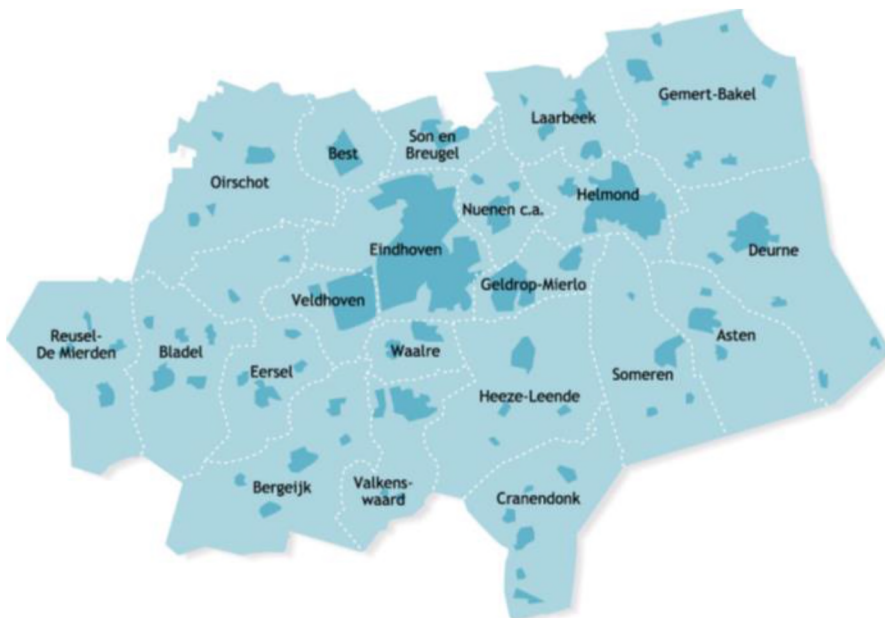 Gemert-Bakel
Laarbeek
Son en
Breugel
Best
Oirschot
Helmond
Nuenen c.a.
Eindhoven
Deurne
Geldrop-Mierlo
Veldhoven
Reusel-
De Mierden
Bladel
Waalre
Asten
Eersel
Someren
Heeze-Leende
Bergeijk
Valkens-
waard
Cranendonk